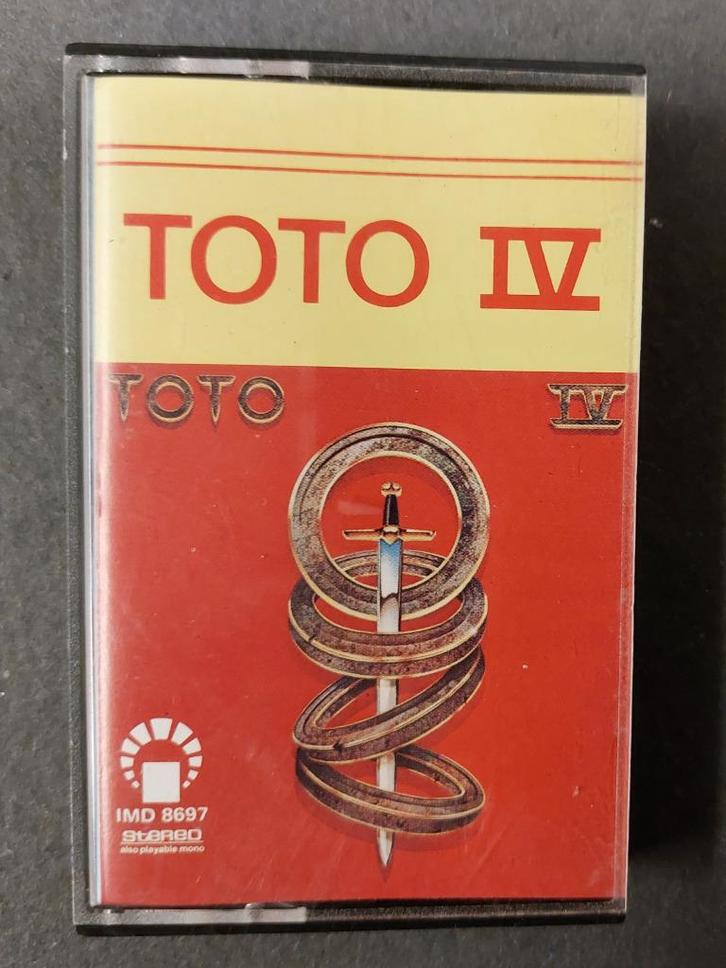 TOTO IV
TOTO IV
IMD 8697
STEREO
also playable mono